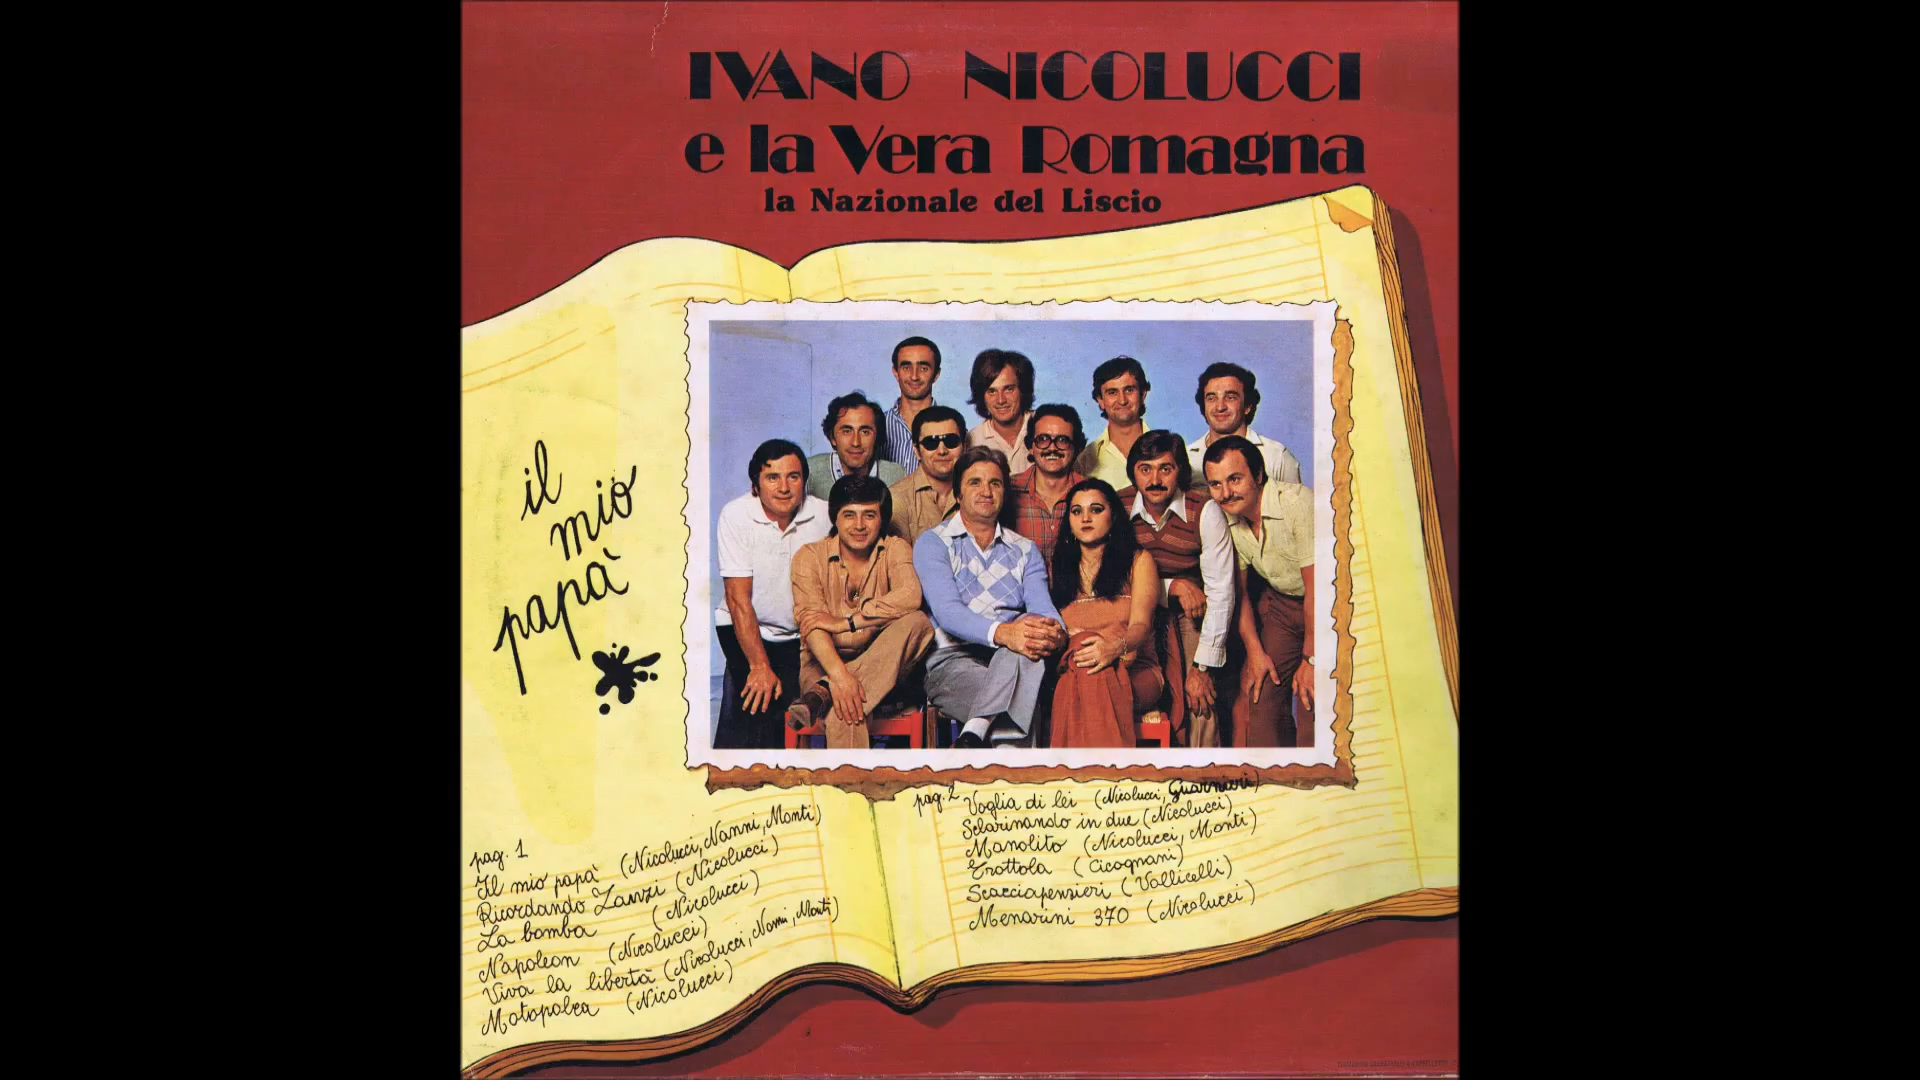 IVANO NICOLUCCI
e la Vera Romagna
la Nazionale del Liscio
il
mio
papà
pag. 1
Il mio papà (Nicolucci, Nanni, Monti)
Ricordando Zanzi (Nicolucci)
La bomba (Nicolucci)
Napoleon (Nicolucci)
Viva la libertà (Nicolucci, Nanni, Monti)
Motopolca (Nicolucci)
pag. 2
Voglia di lei (Nicolucci, Guarnieri)
Sclarinando in due (Nicolucci)
Manolito (Nicolucci, Monti)
Trottola (Cicognani)
Scacciapensieri (Vallicelli)
Menarini 370 (Nicolucci)